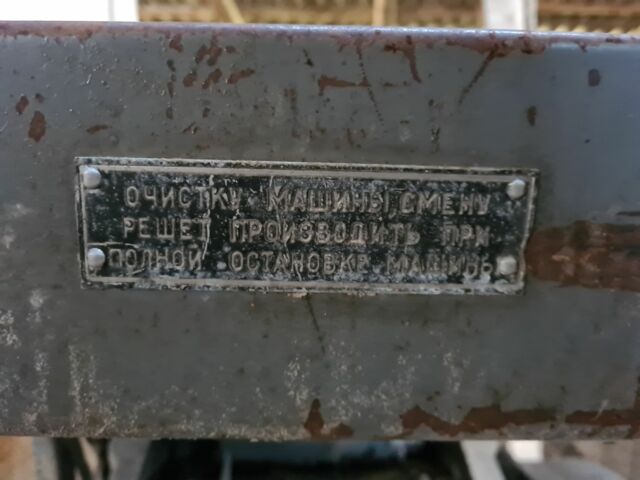 ОЧИСТКУ МАШИНЫ СМЕНУ
РЕШЕТ ПРОИЗВОДИТЬ ПРИ
ПОЛНОЙ ОСТАНОВКЕ МАШИНЫ